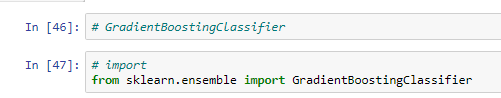 In [46]: # GradientBoostingClassifier
In [47]: # import
from sklearn.ensemble import GradientBoostingClassifier